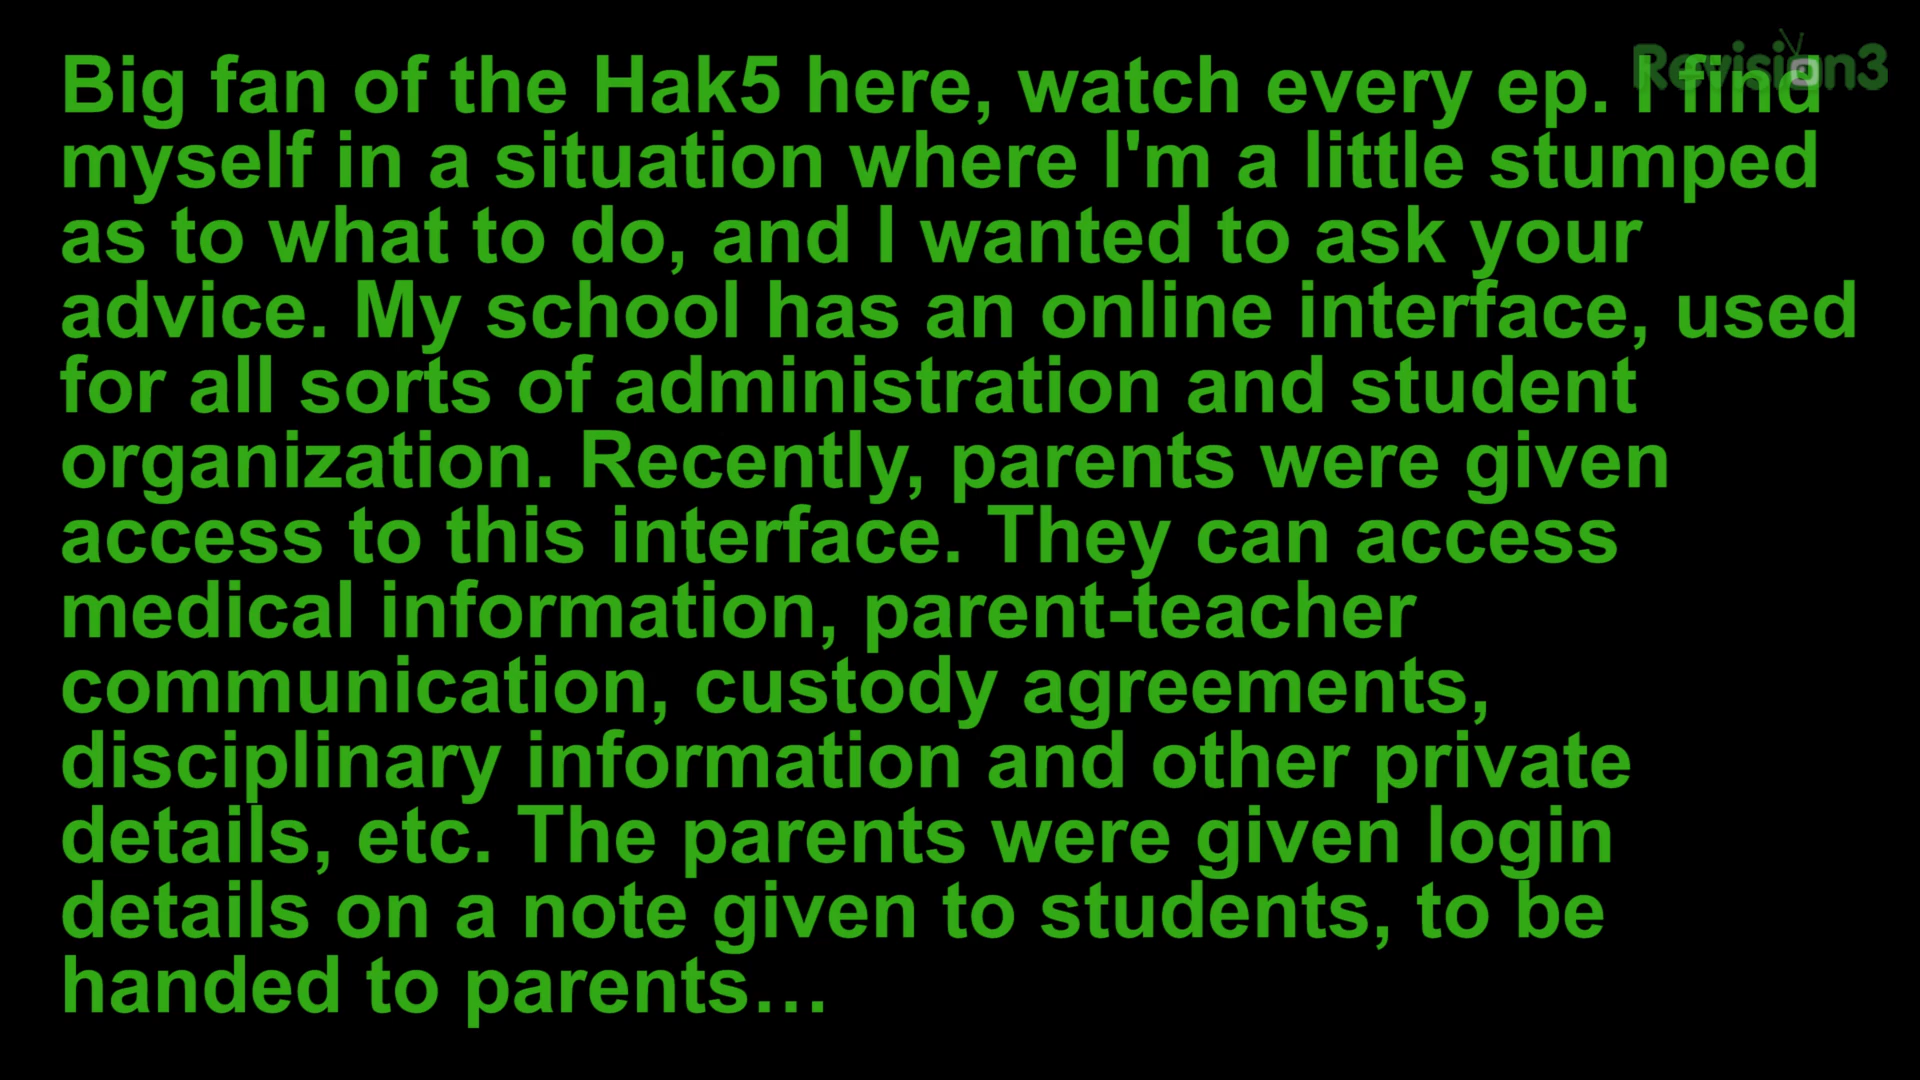 Big fan of the Hak5 here, watch every ep. I find
myself in a situation where I'm a little stumped
as to what to do, and I wanted to ask your
advice. My school has an online interface, used
for all sorts of administration and student
organization. Recently, parents were given
access to this interface. They can access
medical information, parent-teacher
communication, custody agreements,
disciplinary information and other private
details, etc. The parents were given login
details on a note given to students, to be
handed to parents...
Revision3